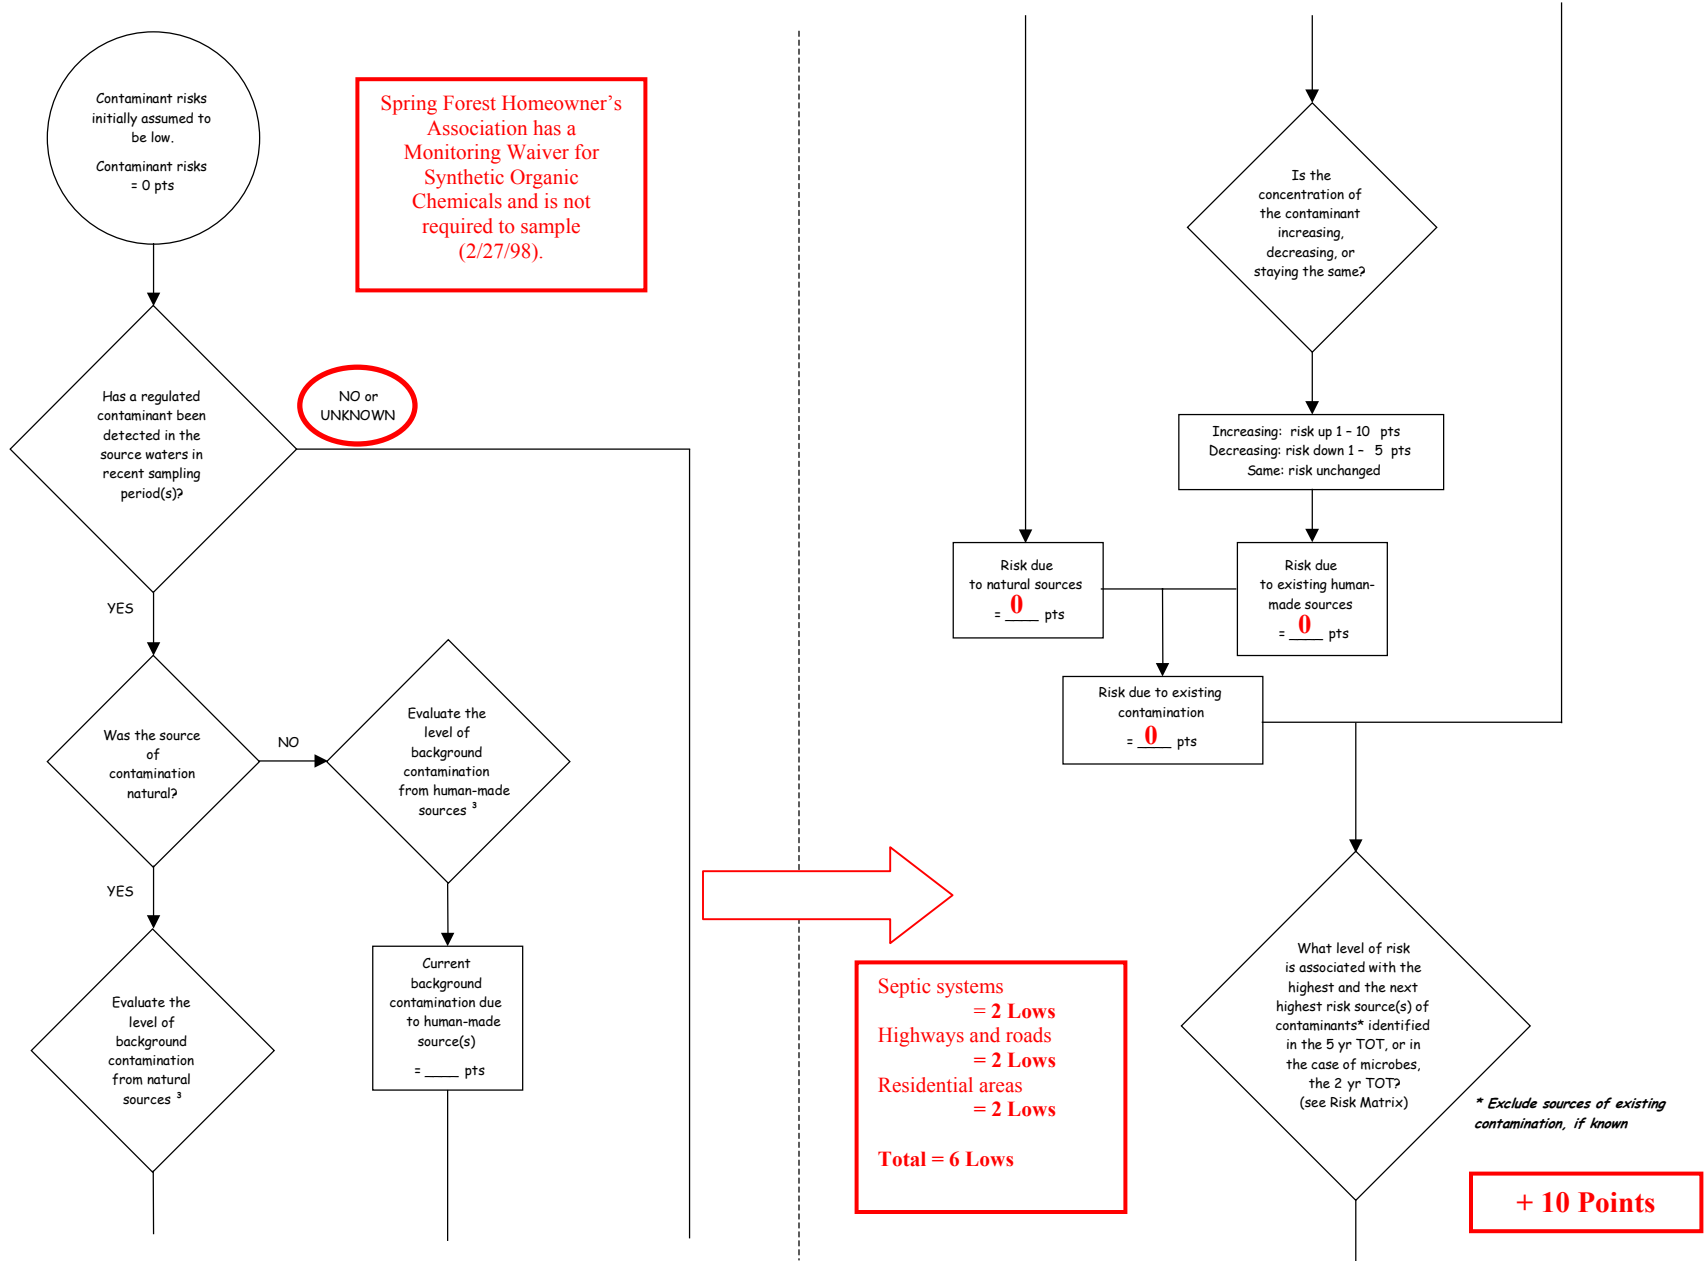 Contaminant risks
initially assumed to
be low.
Contaminant risks
= 0 pts
Spring Forest Homeowner’s
Association has a
Monitoring Waiver for
Synthetic Organic
Chemicals and is not
required to sample
(2/27/98).
Has a regulated
contaminant been
detected in the
source waters in
recent sampling
period(s)?
NO or
UNKNOWN
YES
Was the source
of
contamination
natural?
NO
Evaluate the
level of
background
contamination
from human-made
sources ³
YES
Evaluate the
level of
background
contamination
from natural
sources ³
Current
background
contamination due
to human-made
source(s)
= ____ pts
Is the
concentration of
the contaminant
increasing,
decreasing, or
staying the same?
Increasing: risk up 1 – 10 pts
Decreasing: risk down 1 – 5 pts
Same: risk unchanged
Risk due
to natural sources
= 0 pts
Risk due
to existing human-
made sources
= 0 pts
Risk due to existing
contamination
= 0 pts
Septic systems
= 2 Lows
Highways and roads
= 2 Lows
Residential areas
= 2 Lows
Total = 6 Lows
What level of risk
is associated with the
highest and the next
highest risk source(s) of
contaminants* identified
in the 5 yr TOT, or in
the case of microbes,
the 2 yr TOT?
(see Risk Matrix)
* Exclude sources of existing
contamination, if known
+ 10 Points